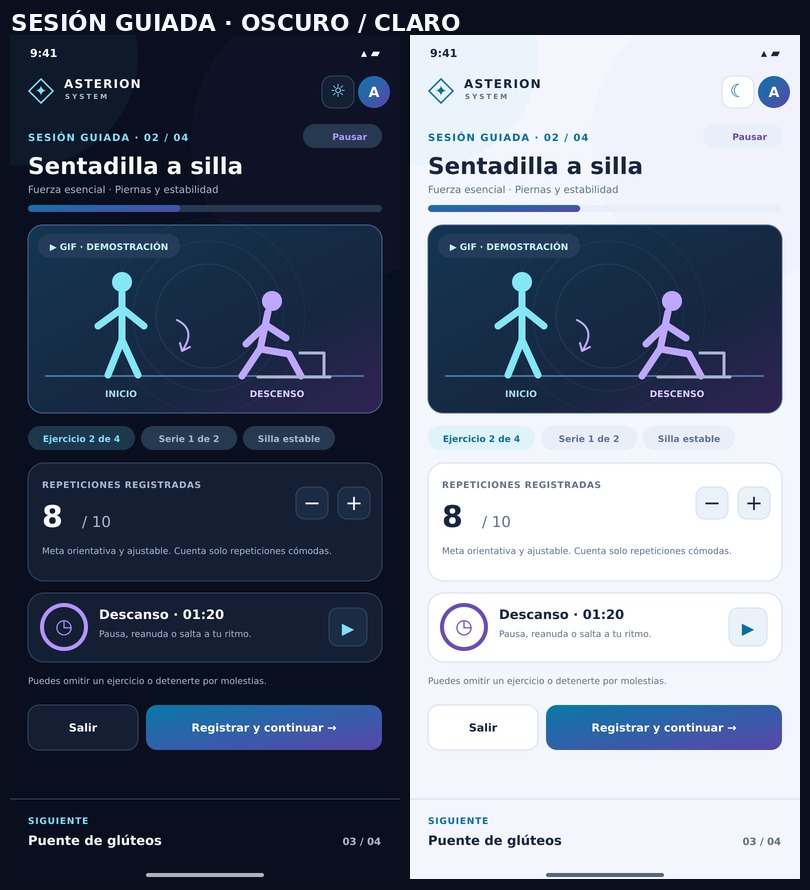 SESIÓN GUIADA · OSCURO / CLARO
9:41
ASTERION
SYSTEM
A
SESIÓN GUIADA · 02 / 04
Pausar
Sentadilla a silla
Fuerza esencial · Piernas y estabilidad
▶ GIF · DEMOSTRACIÓN
INICIO
DESCENSO
Ejercicio 2 de 4
Serie 1 de 2
Silla estable
REPETICIONES REGISTRADAS
8 / 10
− +
Meta orientativa y ajustable. Cuenta solo repeticiones cómodas.
Descanso · 01:20
Pausa, reanuda o salta a tu ritmo.
Puedes omitir un ejercicio o detenerte por molestias.
Salir
Registrar y continuar →
SIGUIENTE
Puente de glúteos
03 / 04
9:41
ASTERION
SYSTEM
A
SESIÓN GUIADA · 02 / 04
Pausar
Sentadilla a silla
Fuerza esencial · Piernas y estabilidad
▶ GIF · DEMOSTRACIÓN
INICIO
DESCENSO
Ejercicio 2 de 4
Serie 1 de 2
Silla estable
REPETICIONES REGISTRADAS
8 / 10
− +
Meta orientativa y ajustable. Cuenta solo repeticiones cómodas.
Descanso · 01:20
Pausa, reanuda o salta a tu ritmo.
Puedes omitir un ejercicio o detenerte por molestias.
Salir
Registrar y continuar →
SIGUIENTE
Puente de glúteos
03 / 04